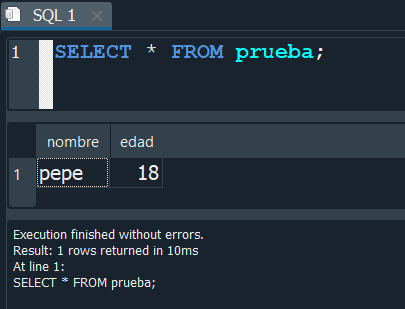 SQL 1
1 SELECT * FROM prueba;
nombre edad
1 pepe 18
Execution finished without errors.
Result: 1 rows returned in 10ms
At line 1:
SELECT * FROM prueba;